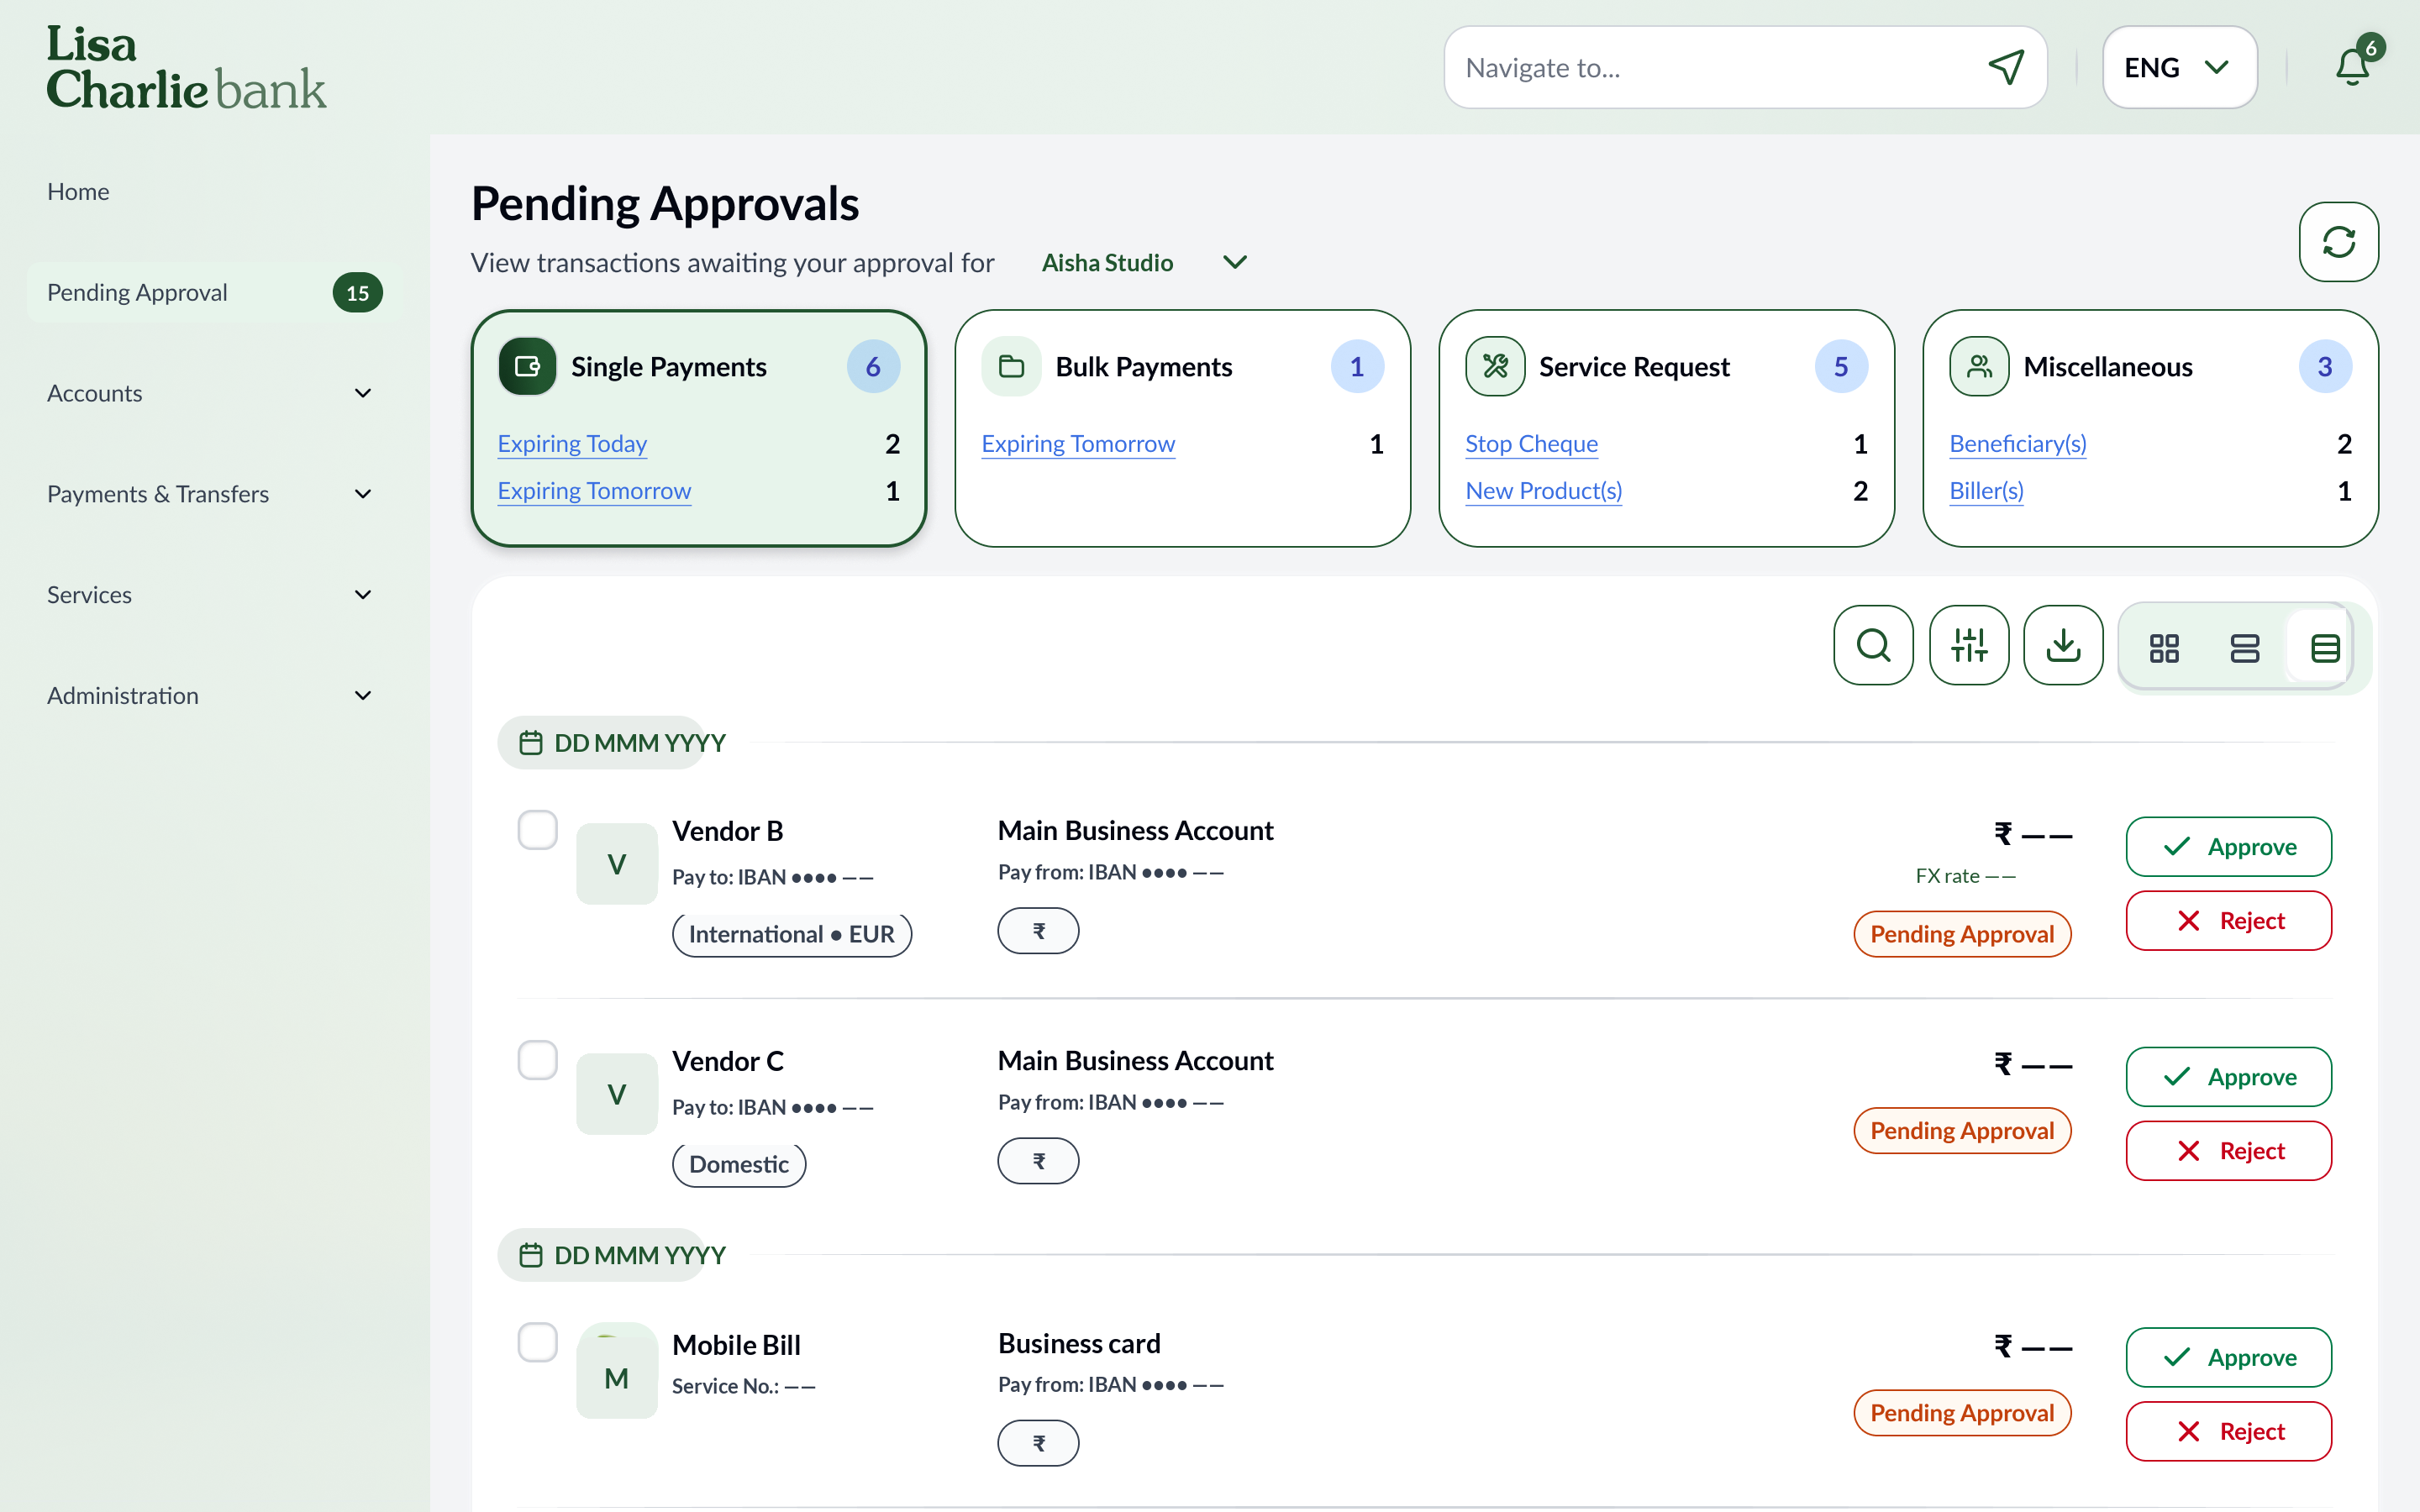 Lisa
Charlie bank
Navigate to...
ENG
6
Home
Pending Approval 15
Accounts
Payments & Transfers
Services
Administration
Pending Approvals
View transactions awaiting your approval for Aisha Studio
Single Payments 6
Expiring Today 2
Expiring Tomorrow 1
Bulk Payments 1
Expiring Tomorrow 1
Service Request 5
Stop Cheque 1
New Product(s) 2
Miscellaneous 3
Beneficiary(s) 2
Biller(s) 1
DD MMM YYYY
V
Vendor B
Pay to: IBAN •••• ––
International • EUR
Main Business Account
Pay from: IBAN •••• ––
₹
₹ ––
FX rate ––
Pending Approval
Approve
Reject
V
Vendor C
Pay to: IBAN •••• ––
Domestic
Main Business Account
Pay from: IBAN •••• ––
₹
₹ ––
Pending Approval
Approve
Reject
DD MMM YYYY
M
Mobile Bill
Service No.: ––
Business card
Pay from: IBAN •••• ––
₹
₹ ––
Pending Approval
Approve
Reject